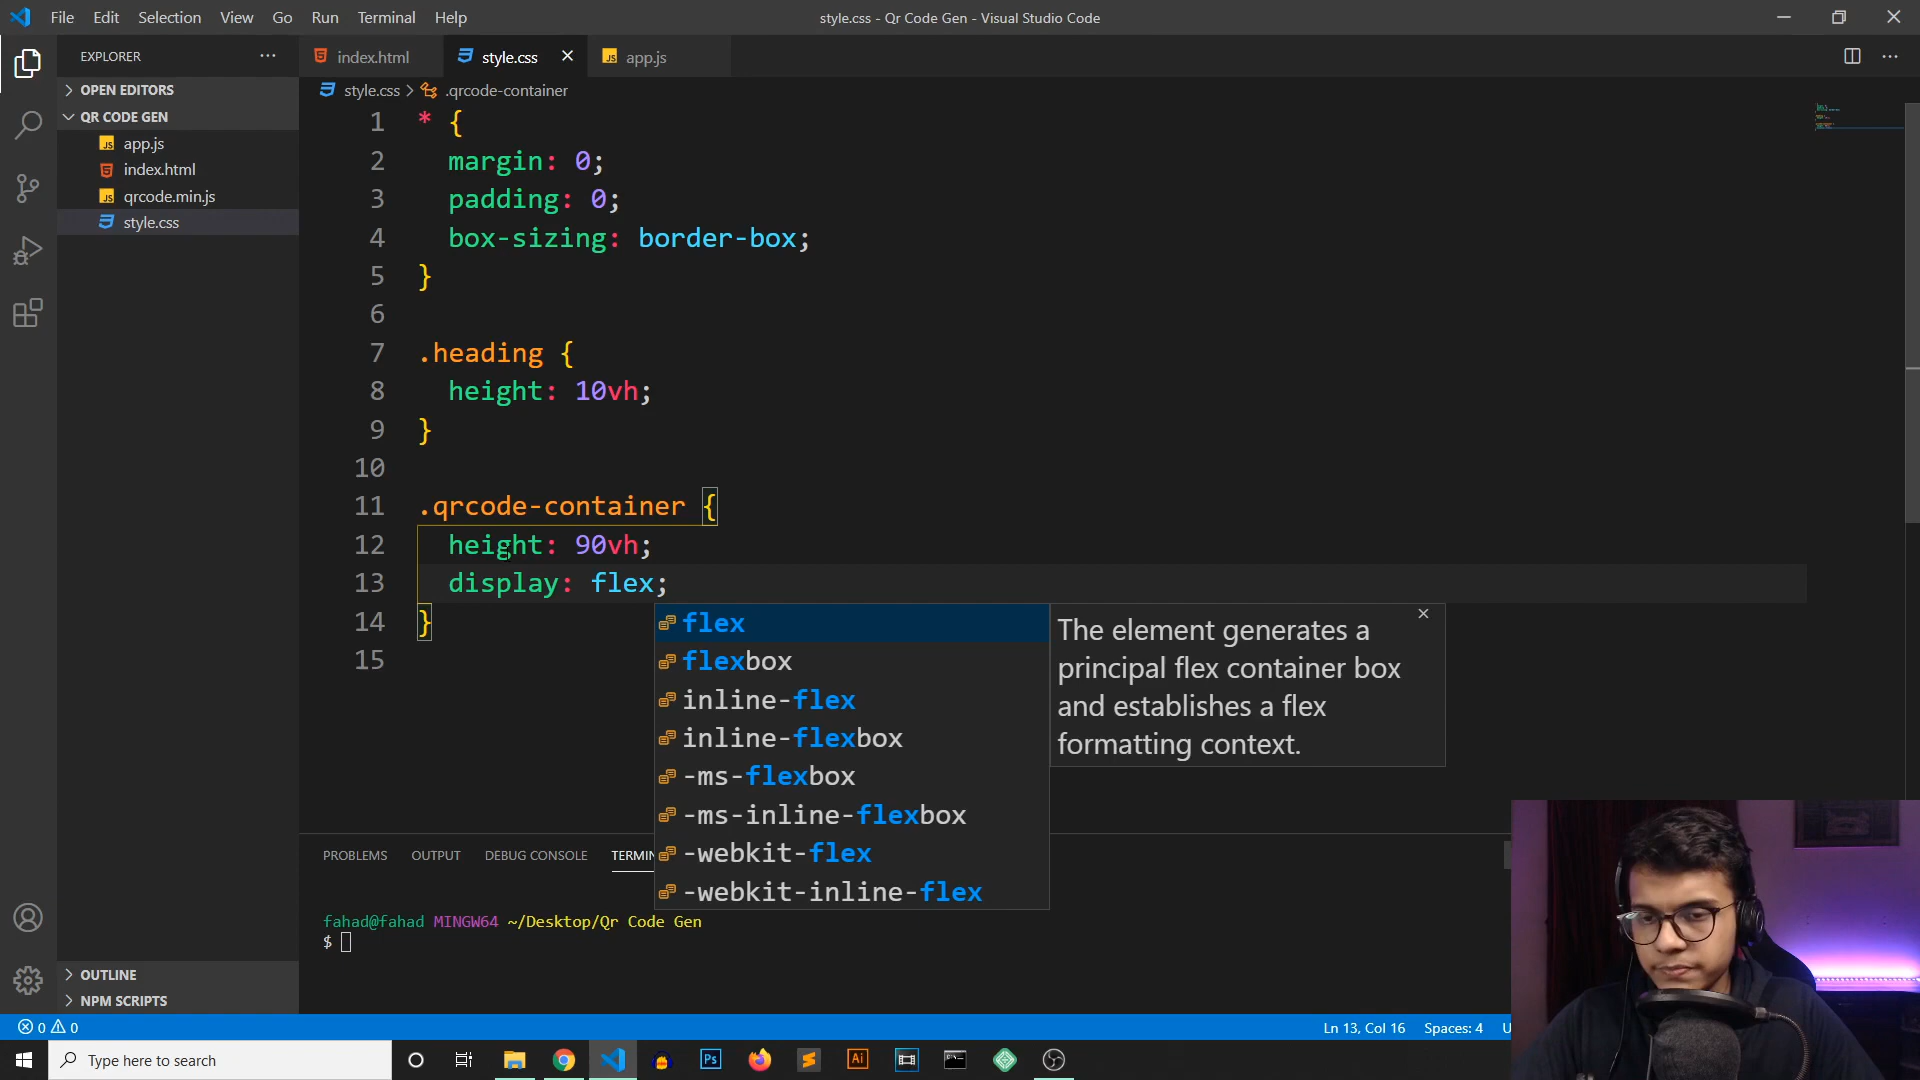 File Edit Selection View Go Run Terminal Help
style.css - Qr Code Gen - Visual Studio Code
EXPLORER
index.html
style.css
app.js
OPEN EDITORS
style.css > .qrcode-container
QR CODE GEN
app.js
index.html
qrcode.min.js
style.css
1 * {
2 margin: 0;
3 padding: 0;
4 box-sizing: border-box;
5 }
6
7 .heading {
8 height: 10vh;
9 }
10
11 .qrcode-container {
12 height: 90vh;
13 display: flex;
14 }
15
flex
flexbox
inline-flex
inline-flexbox
-ms-flexbox
-ms-inline-flexbox
-webkit-flex
-webkit-inline-flex
The element generates a
principal flex container box
and establishes a flex
formatting context.
PROBLEMS OUTPUT DEBUG CONSOLE TERMIN
fahad@fahad MINGW64 ~/Desktop/Qr Code Gen
$
OUTLINE
NPM SCRIPTS
0 0
Ln 13, Col 16 Spaces: 4 U
Type here to search
Ps
Ai